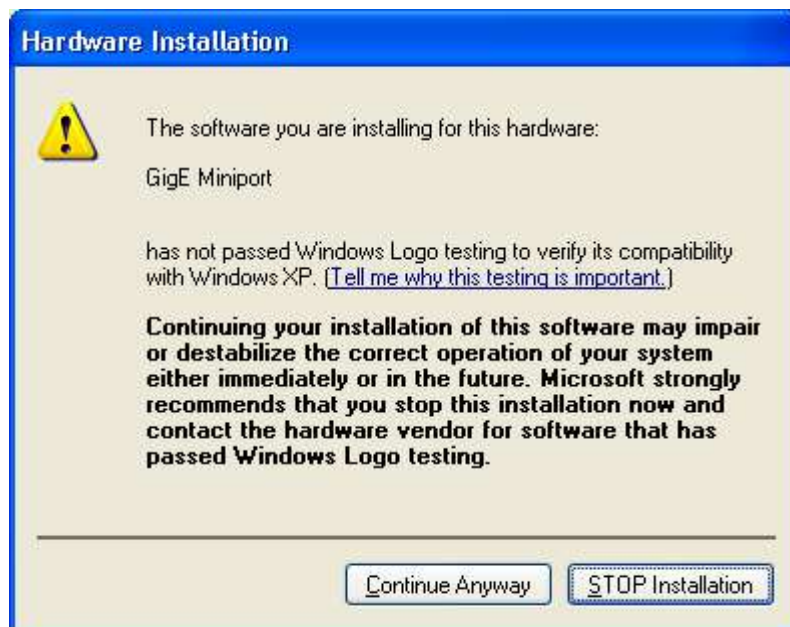 Hardware Installation
The software you are installing for this hardware:
GigE Miniport
has not passed Windows Logo testing to verify its compatibility
with Windows XP. (Tell me why this testing is important.)
Continuing your installation of this software may impair
or destabilize the correct operation of your system
either immediately or in the future. Microsoft strongly
recommends that you stop this installation now and
contact the hardware vendor for software that has
passed Windows Logo testing.
Continue Anyway
STOP Installation